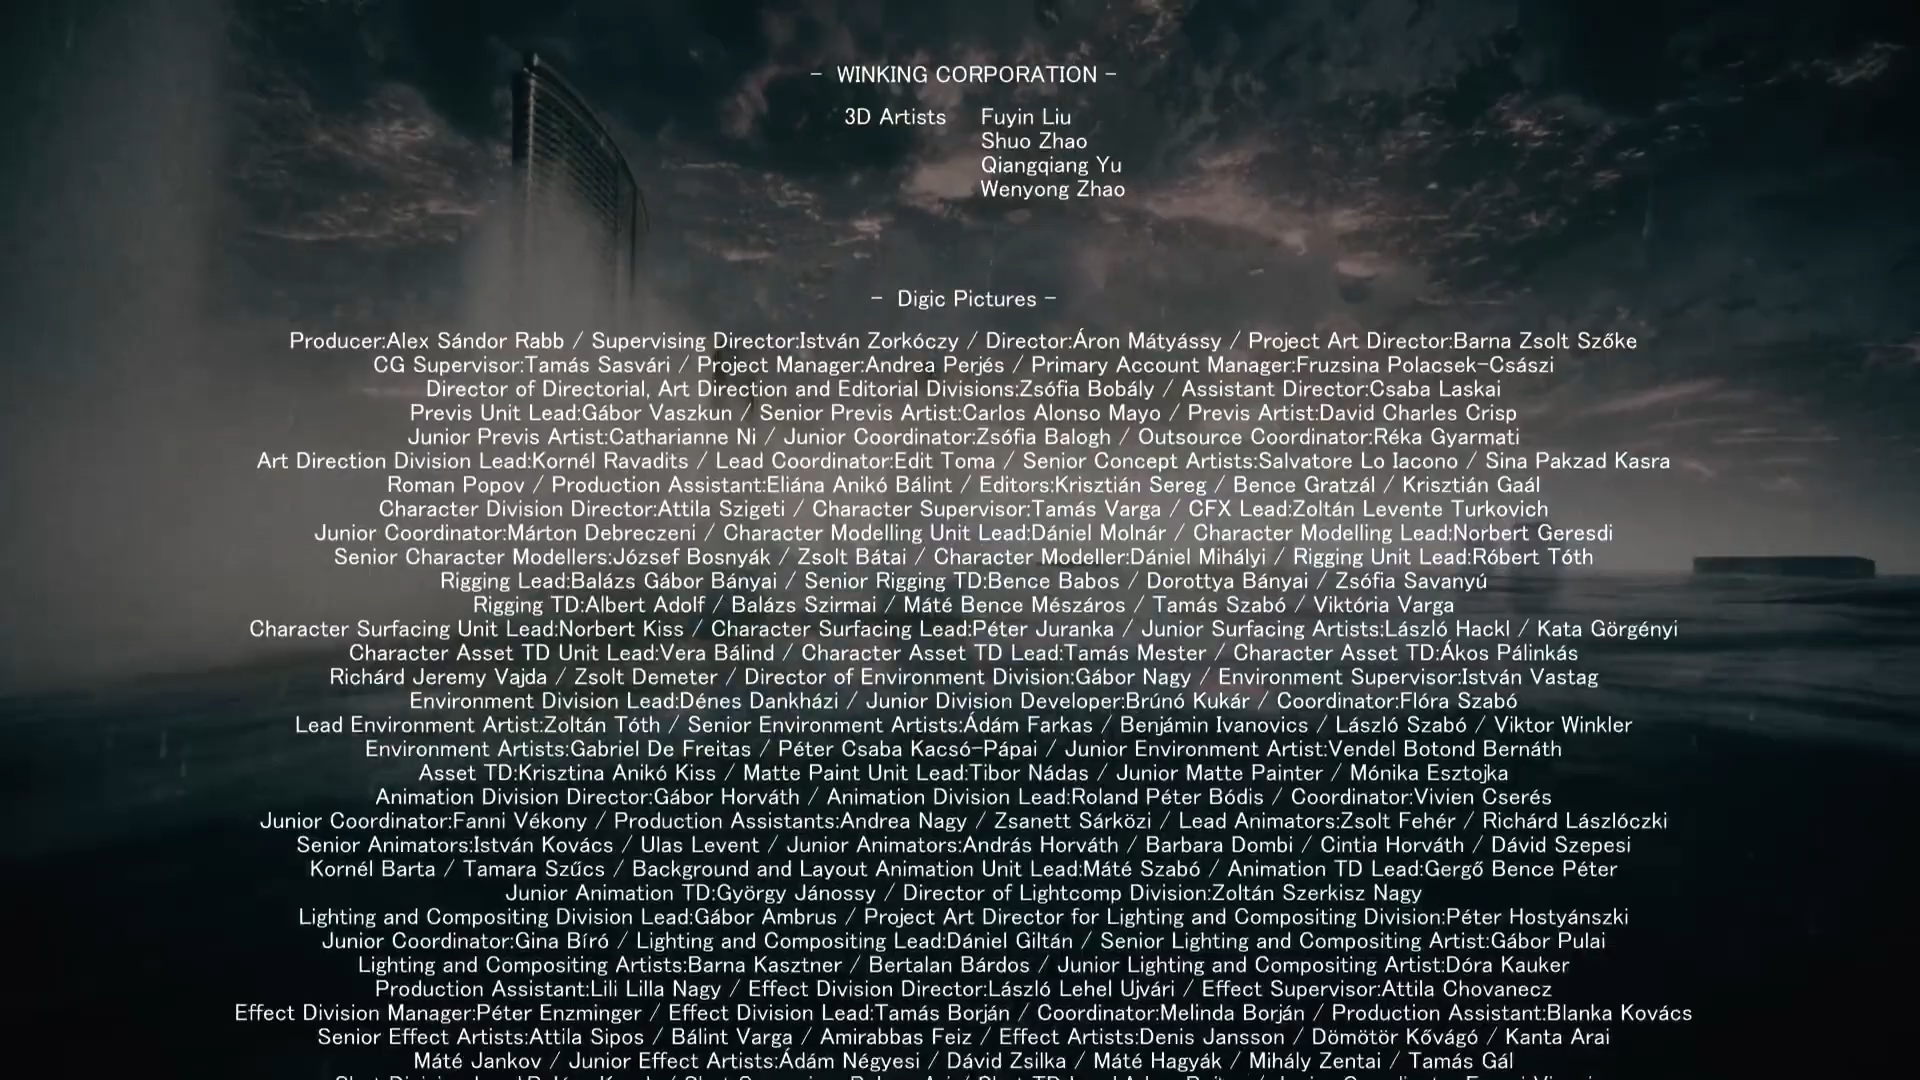 - WINKING CORPORATION -
3D Artists Fuyin Liu
Shuo Zhao
Qiangqiang Yu
Wenyong Zhao
- Digic Pictures -
Producer:Alex Sándor Rabb / Supervising Director:István Zorkóczy / Director:Áron Mátyássy / Project Art Director:Barna Zsolt Szőke
CG Supervisor:Tamás Sasvári / Project Manager:Andrea Perjés / Primary Account Manager:Fruzsina Polacsek-Császi
Director of Directorial, Art Direction and Editorial Divisions:Zsófia Bobály / Assistant Director:Csaba Laskai
Previs Unit Lead:Gábor Vaszkun / Senior Previs Artist:Carlos Alonso Mayo / Previs Artist:David Charles Crisp
Junior Previs Artist:Catharianne Ni / Junior Coordinator:Zsófia Balogh / Outsource Coordinator:Réka Gyarmati
Art Direction Division Lead:Kornél Ravadits / Lead Coordinator:Edit Toma / Senior Concept Artists:Salvatore Lo Iacono / Sina Pakzad Kasra
Roman Popov / Production Assistant:Eliána Anikó Bálint / Editors:Krisztián Sereg / Bence Gratzál / Krisztián Gaál
Character Division Director:Attila Szigeti / Character Supervisor:Tamás Varga / CFX Lead:Zoltán Levente Turkovich
Junior Coordinator:Márton Debreczeni / Character Modelling Unit Lead:Dániel Molnár / Character Modelling Lead:Norbert Geresdi
Senior Character Modellers:József Bosnyák / Zsolt Bátai / Character Modeller:Dániel Mihályi / Rigging Unit Lead:Róbert Tóth
Rigging Lead:Balázs Gábor Bányai / Senior Rigging TD:Bence Babos / Dorottya Bányai / Zsófia Savanyú
Rigging TD:Albert Adolf / Balázs Szirmai / Máté Bence Mészáros / Tamás Szabó / Viktória Varga
Character Surfacing Unit Lead:Norbert Kiss / Character Surfacing Lead:Péter Juranka / Junior Surfacing Artists:László Hackl / Kata Görgényi
Character Asset TD Unit Lead:Vera Bálind / Character Asset TD Lead:Tamás Mester / Character Asset TD:Ákos Pálinkás
Richárd Jeremy Vajda / Zsolt Demeter / Director of Environment Division:Gábor Nagy / Environment Supervisor:István Vastag
Environment Division Lead:Dénes Dankházi / Junior Division Developer:Brúnó Kukár / Coordinator:Flóra Szabó
Lead Environment Artist:Zoltán Tóth / Senior Environment Artists:Ádám Farkas / Benjámin Ivanovics / László Szabó / Viktor Winkler
Environment Artists:Gabriel De Freitas / Péter Csaba Kacsó-Pápai / Junior Environment Artist:Vendel Botond Bernáth
Asset TD:Krisztina Anikó Kiss / Matte Paint Unit Lead:Tibor Nádas / Junior Matte Painter / Mónika Esztojka
Animation Division Director:Gábor Horváth / Animation Division Lead:Roland Péter Bódis / Coordinator:Vivien Cserés
Junior Coordinator:Fanni Vékony / Production Assistants:Andrea Nagy / Zsanett Sárközi / Lead Animators:Zsolt Fehér / Richárd Lászlóczki
Senior Animators:István Kovács / Ulas Levent / Junior Animators:András Horváth / Barbara Dombi / Cintia Horváth / Dávid Szepesi
Kornél Barta / Tamara Szűcs / Background and Layout Animation Unit Lead:Máté Szabó / Animation TD Lead:Gergő Bence Péter
Junior Animation TD:György Jánossy / Director of Lightcomp Division:Zoltán Szerkisz Nagy
Lighting and Compositing Division Lead:Gábor Ambrus / Project Art Director for Lighting and Compositing Division:Péter Hostyánszki
Junior Coordinator:Gina Bíró / Lighting and Compositing Lead:Dániel Giltán / Senior Lighting and Compositing Artist:Gábor Pulai
Lighting and Compositing Artists:Barna Kasztner / Bertalan Bárdos / Junior Lighting and Compositing Artist:Dóra Kauker
Production Assistant:Lili Lilla Nagy / Effect Division Director:László Lehel Ujvári / Effect Supervisor:Attila Chovanecz
Effect Division Manager:Péter Enzminger / Effect Division Lead:Tamás Borján / Coordinator:Melinda Borján / Production Assistant:Blanka Kovács
Senior Effect Artists:Attila Sipos / Bálint Varga / Amirabbas Feiz / Effect Artists:Denis Jansson / Dömötör Kővágó / Kanta Arai
Máté Jankov / Junior Effect Artists:Ádám Négyesi / Dávid Zsilka / Máté Hagyák / Mihály Zentai / Tamás Gál